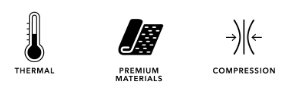 THERMAL
PREMIUM
MATERIALS
COMPRESSION